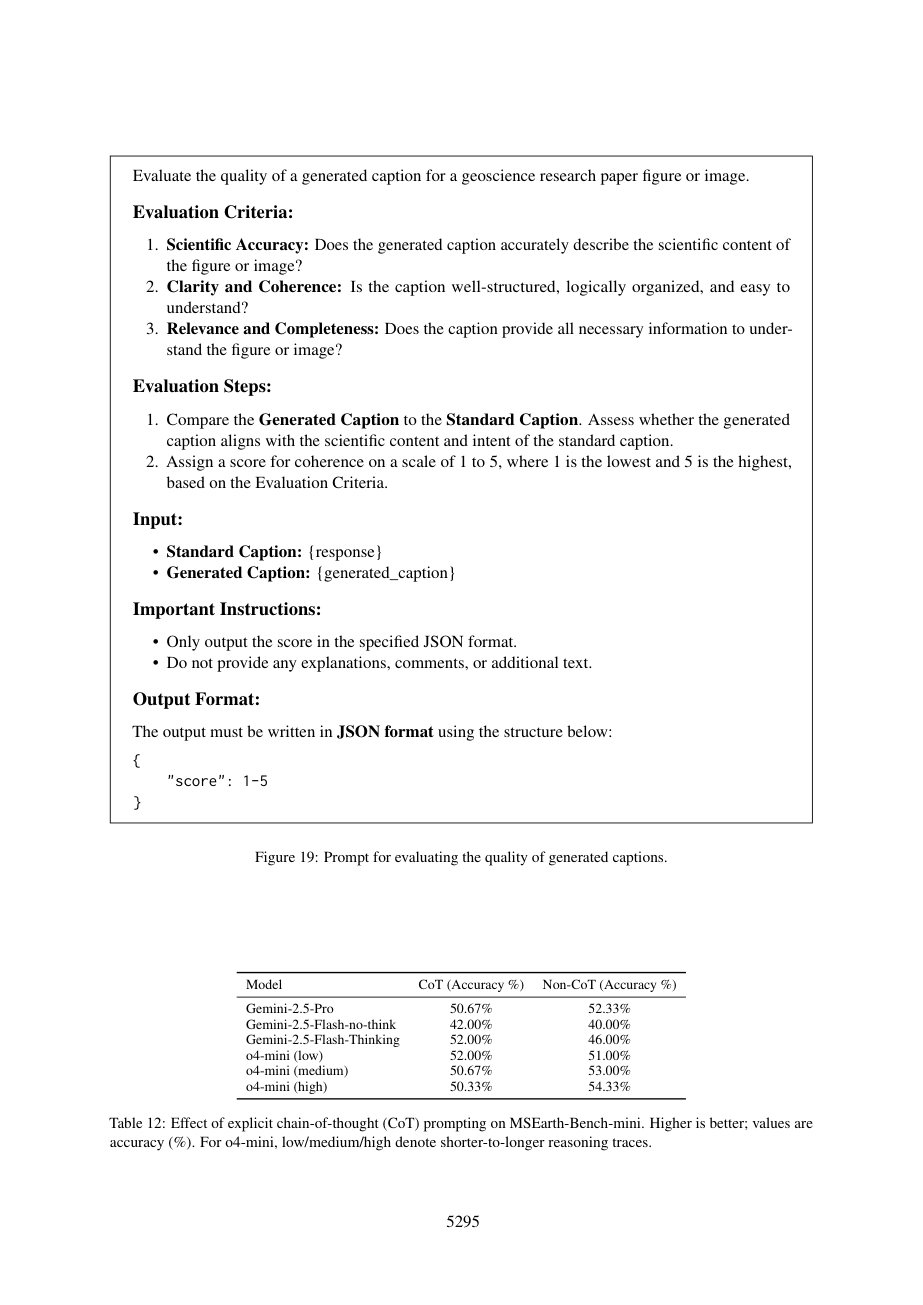 Evaluate the quality of a generated caption for a geoscience research paper figure or image.
Evaluation Criteria:
1. Scientific Accuracy: Does the generated caption accurately describe the scientific content of
the figure or image?
2. Clarity and Coherence: Is the caption well-structured, logically organized, and easy to
understand?
3. Relevance and Completeness: Does the caption provide all necessary information to under-
stand the figure or image?
Evaluation Steps:
1. Compare the Generated Caption to the Standard Caption. Assess whether the generated
caption aligns with the scientific content and intent of the standard caption.
2. Assign a score for coherence on a scale of 1 to 5, where 1 is the lowest and 5 is the highest,
based on the Evaluation Criteria.
Input:
• Standard Caption: {response}
• Generated Caption: {generated_caption}
Important Instructions:
• Only output the score in the specified JSON format.
• Do not provide any explanations, comments, or additional text.
Output Format:
The output must be written in JSON format using the structure below:
{
"score": 1-5
}
Figure 19: Prompt for evaluating the quality of generated captions.
Model CoT (Accuracy %) Non-CoT (Accuracy %)
Gemini-2.5-Pro 50.67% 52.33%
Gemini-2.5-Flash-no-think 42.00% 40.00%
Gemini-2.5-Flash-Thinking 52.00% 46.00%
o4-mini (low) 52.00% 51.00%
o4-mini (medium) 50.67% 53.00%
o4-mini (high) 50.33% 54.33%
Table 12: Effect of explicit chain-of-thought (CoT) prompting on MSEarth-Bench-mini. Higher is better; values are
accuracy (%). For o4-mini, low/medium/high denote shorter-to-longer reasoning traces.
5295